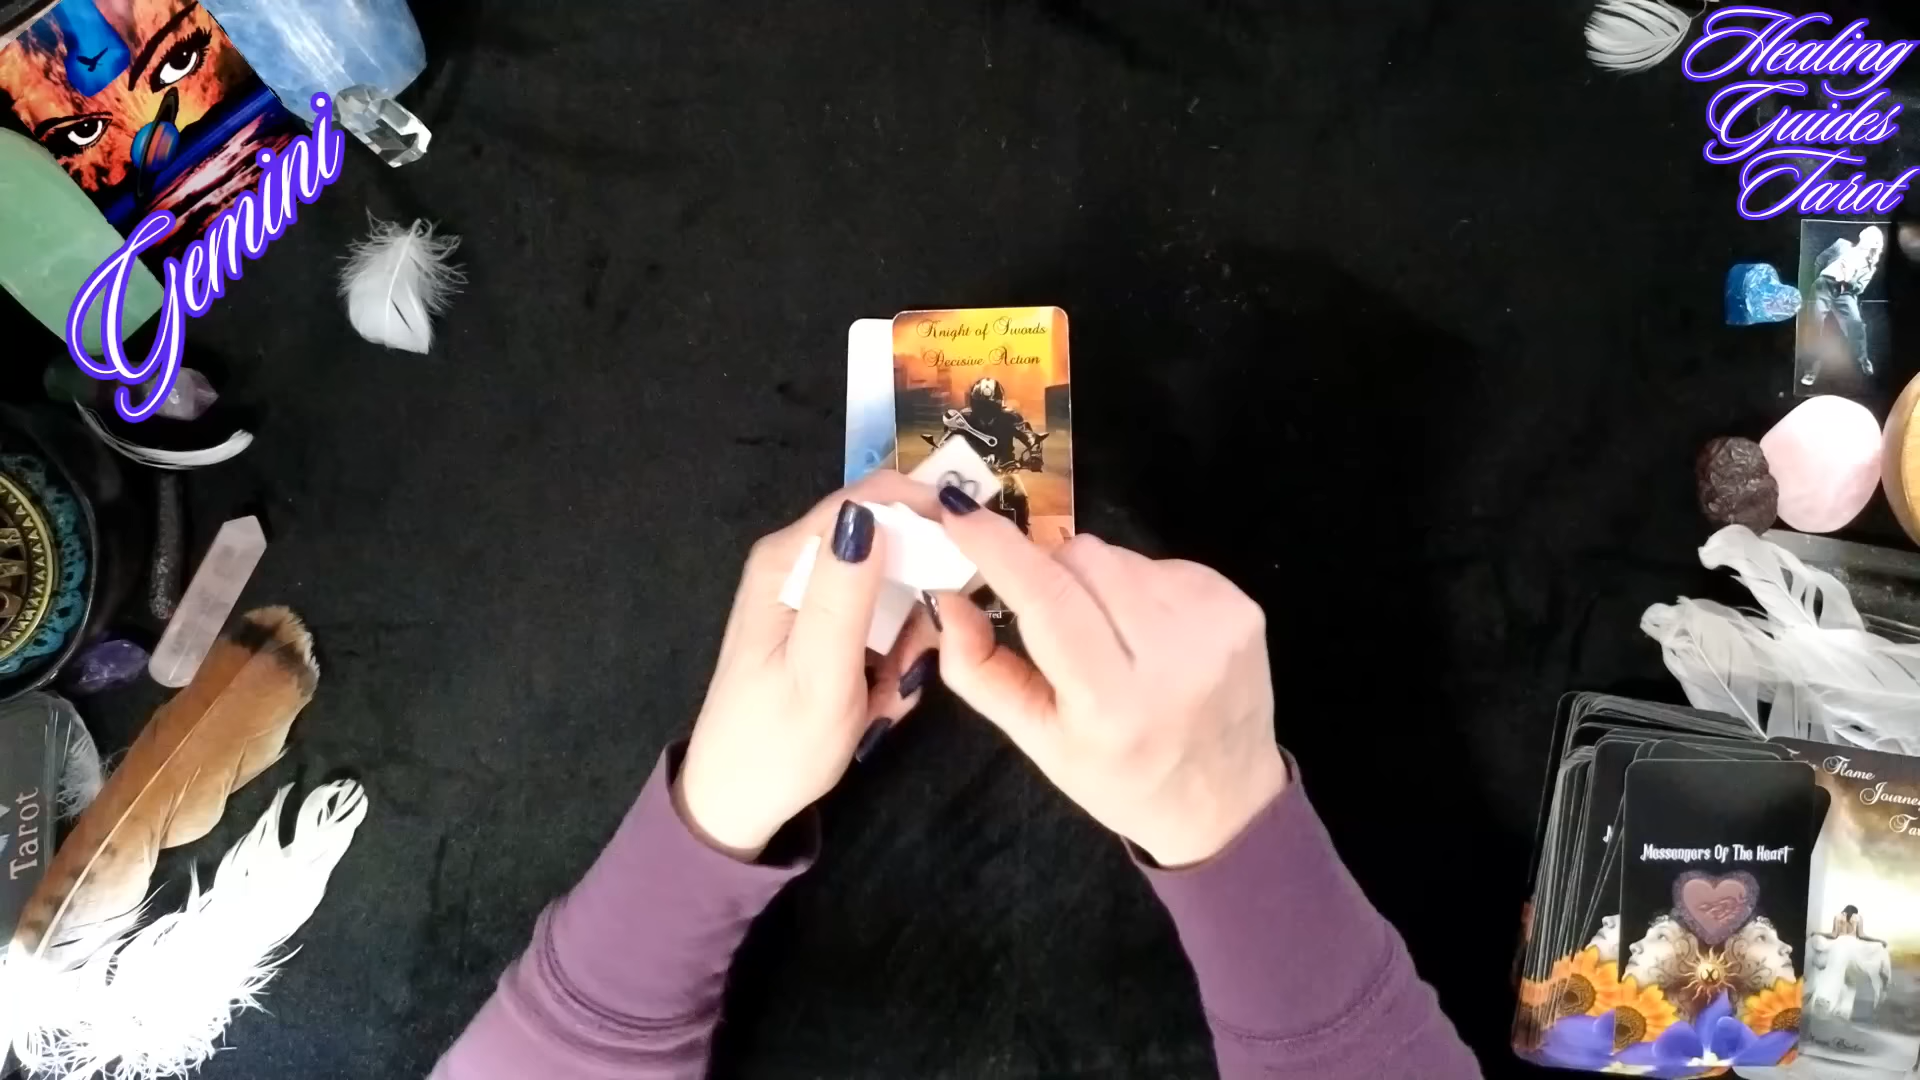 Gemini
Healing
Guides
Tarot
Knight of Swords
Decisive Action
Tarot
Messengers Of The Heart
Flame